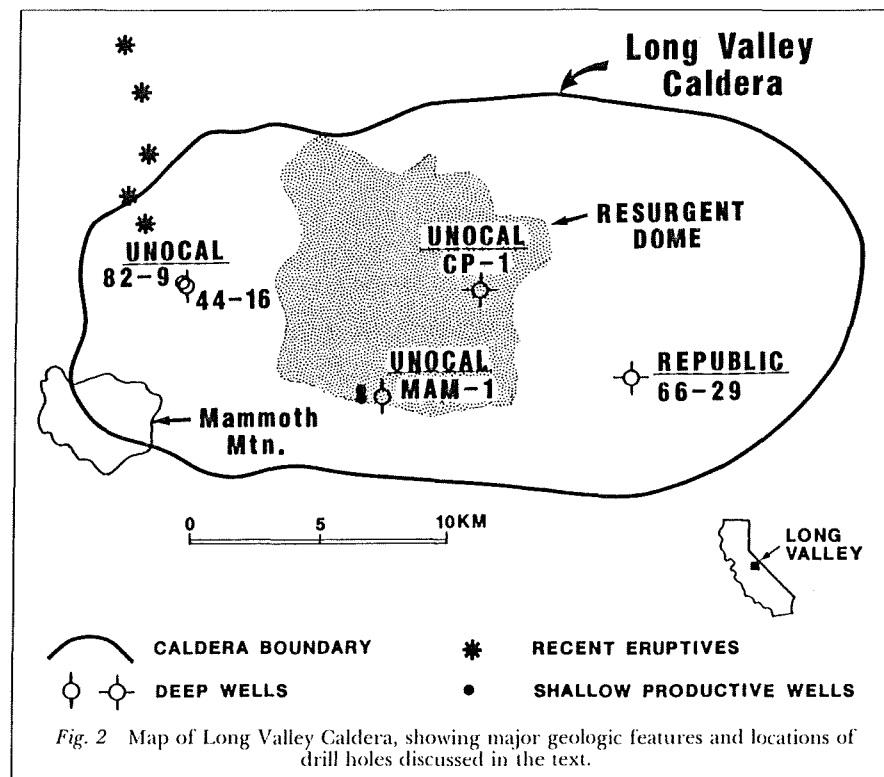 Long Valley
Caldera
RESURGENT
DOME
UNOCAL
CP-1
UNOCAL
82-9
44-16
UNOCAL
MAM-1
REPUBLIC
66-29
Mammoth
Mtn.
0 5 10KM
LONG
VALLEY
CALDERA BOUNDARY
RECENT ERUPTIVES
DEEP WELLS
SHALLOW PRODUCTIVE WELLS
Fig. 2 Map of Long Valley Caldera, showing major geologic features and locations of
drill holes discussed in the text.